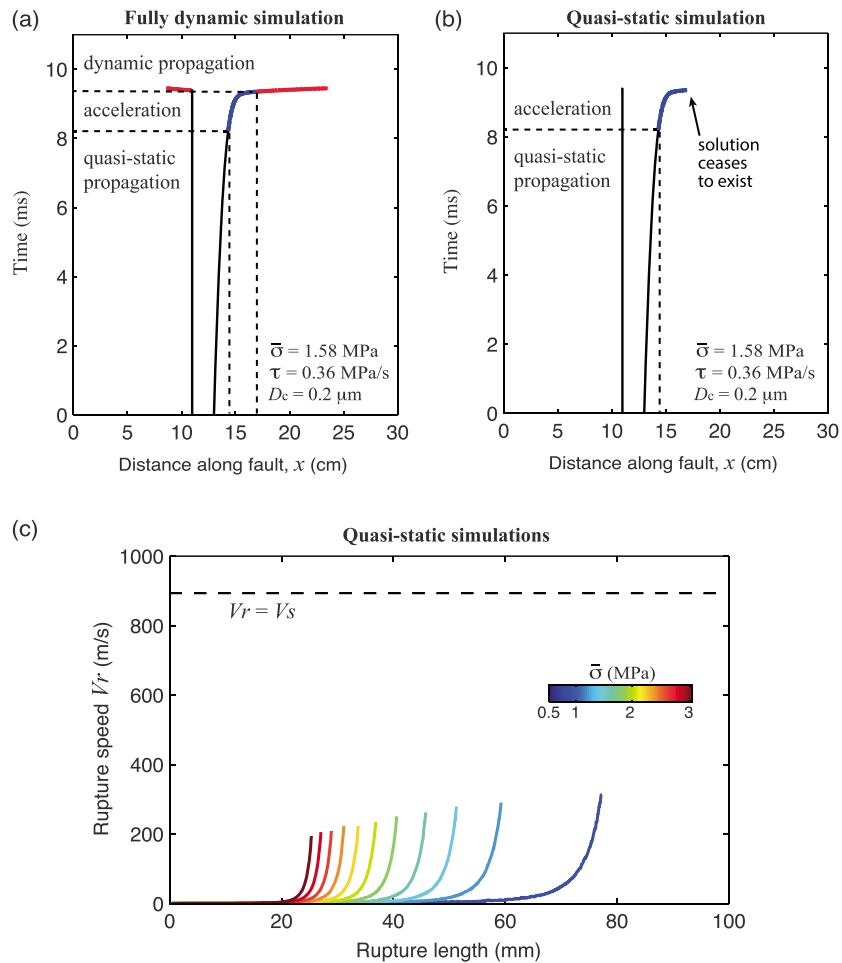 (a)
Fully dynamic simulation
dynamic propagation
acceleration
quasi-static
propagation
σ̅ = 1.58 MPa
τ = 0.36 MPa/s
Dc = 0.2 μm
10
8
6
4
2
0
Time (ms)
0 5 10 15 20 25 30
Distance along fault, x (cm)
(b)
Quasi-static simulation
acceleration
quasi-static
propagation
solution
ceases
to exist
σ̅ = 1.58 MPa
τ = 0.36 MPa/s
Dc = 0.2 μm
10
8
6
4
2
0
Time (ms)
0 5 10 15 20 25 30
Distance along fault, x (cm)
(c)
Quasi-static simulations
1000
800
600
400
200
0
Rupture speed Vr (m/s)
Vr = Vs
σ̅ (MPa)
0.5 1 2 3
0 20 40 60 80 100
Rupture length (mm)